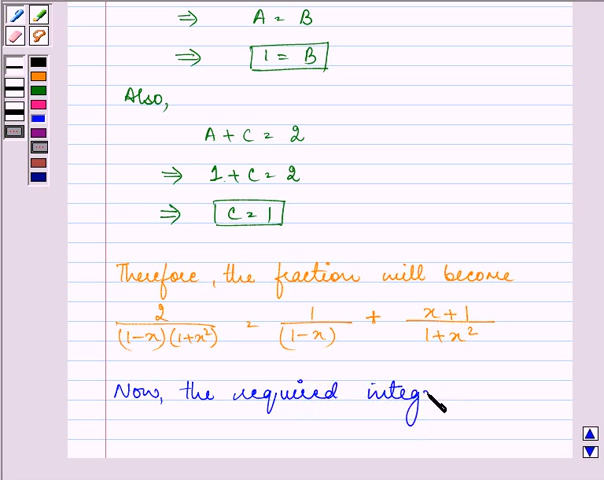 ⇒ A = B
⇒ 1 = B
Also,
A + C = 2
⇒ 1 + C = 2
⇒ C = 1
Therefore, the fraction will become
2/((1-x)(1+x²)) = 1/(1-x) + (x+1)/(1+x²)
Now, the required integ